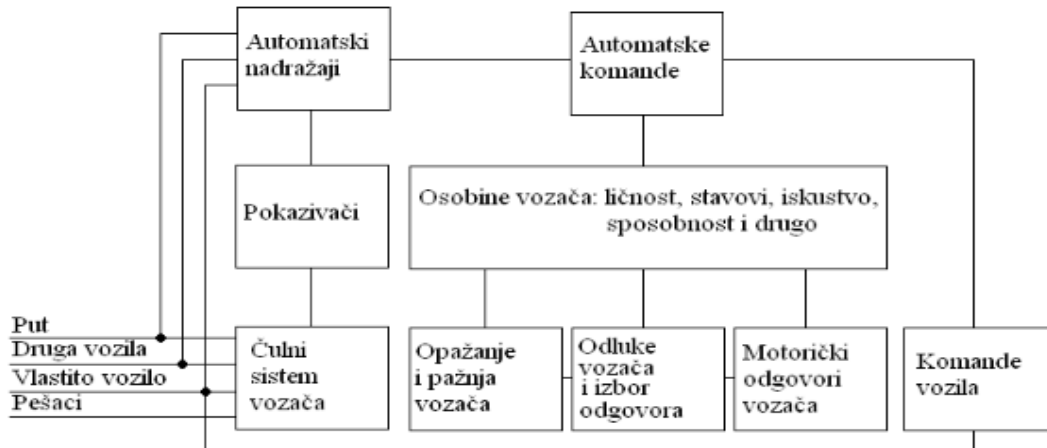 Automatski
nadražaji
Automatske
komande
Pokazivači
Osobine vozača: ličnost, stavovi, iskustvo,
sposobnost i drugo
Put
Druga vozila
Vlastito vozilo
Pešaci
Čulni
sistem
vozača
Opažanje
i pažnja
vozača
Odluke
vozača
i izbor
odgovora
Motorički
odgovori
vozača
Komande
vozila